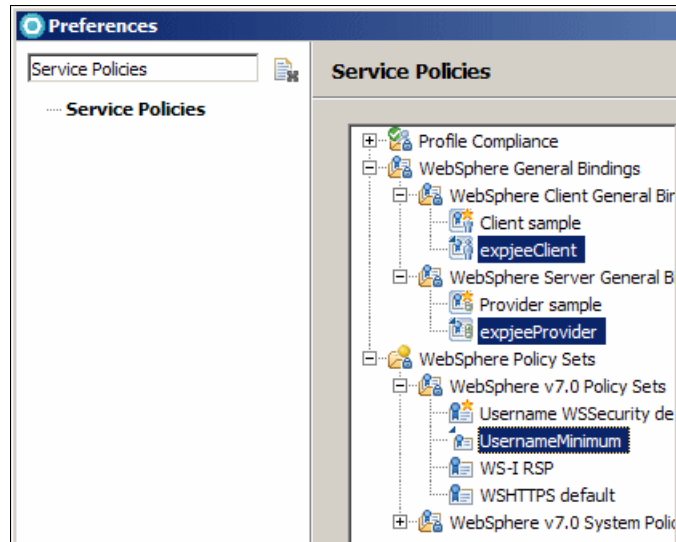 Preferences
Service Policies
Service Policies
Service Policies
Profile Compliance
WebSphere General Bindings
WebSphere Client General Bin
Client sample
expjeeClient
WebSphere Server General B
Provider sample
expjeeProvider
WebSphere Policy Sets
WebSphere v7.0 Policy Sets
Username WSSecurity de
UsernameMinimum
WS-I RSP
WSHTTPS default
WebSphere v7.0 System Polic